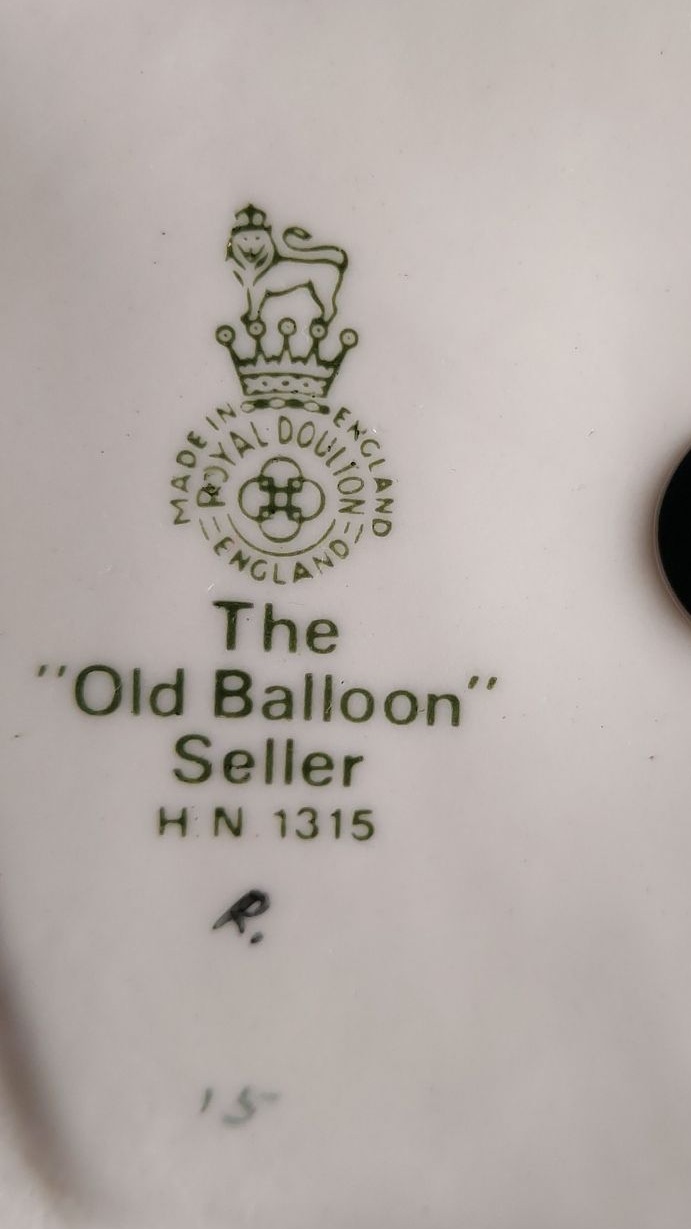 MADE IN ENGLAND
ROYAL DOULTON
ENGLAND
The
"Old Balloon"
Seller
H.N. 1315
R.
15